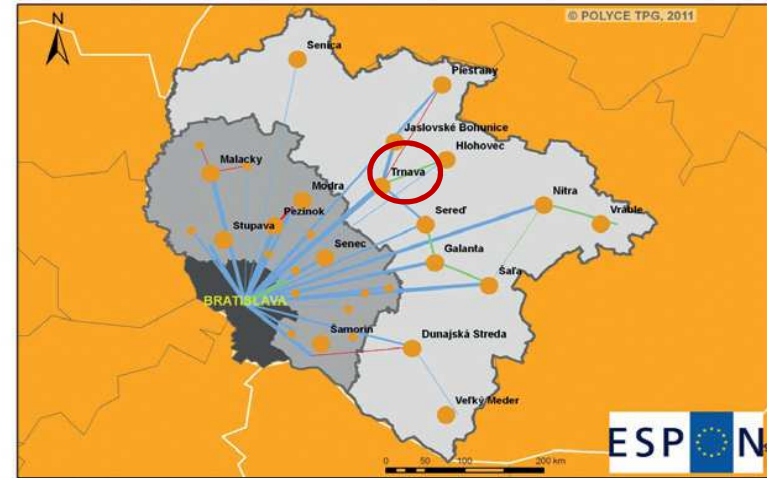 N
© POLYCE TPG, 2011
Senica
Piešťany
Jaslovské Bohunice
Hlohovec
Malacky
Trnava
Modra
Nitra
Pezinok
Vráble
Stupava
Sereď
Senec
Galanta
Šaľa
BRATISLAVA
Šamorín
Dunajská Streda
Veľký Meder
0 50 100 200 km
ESPON